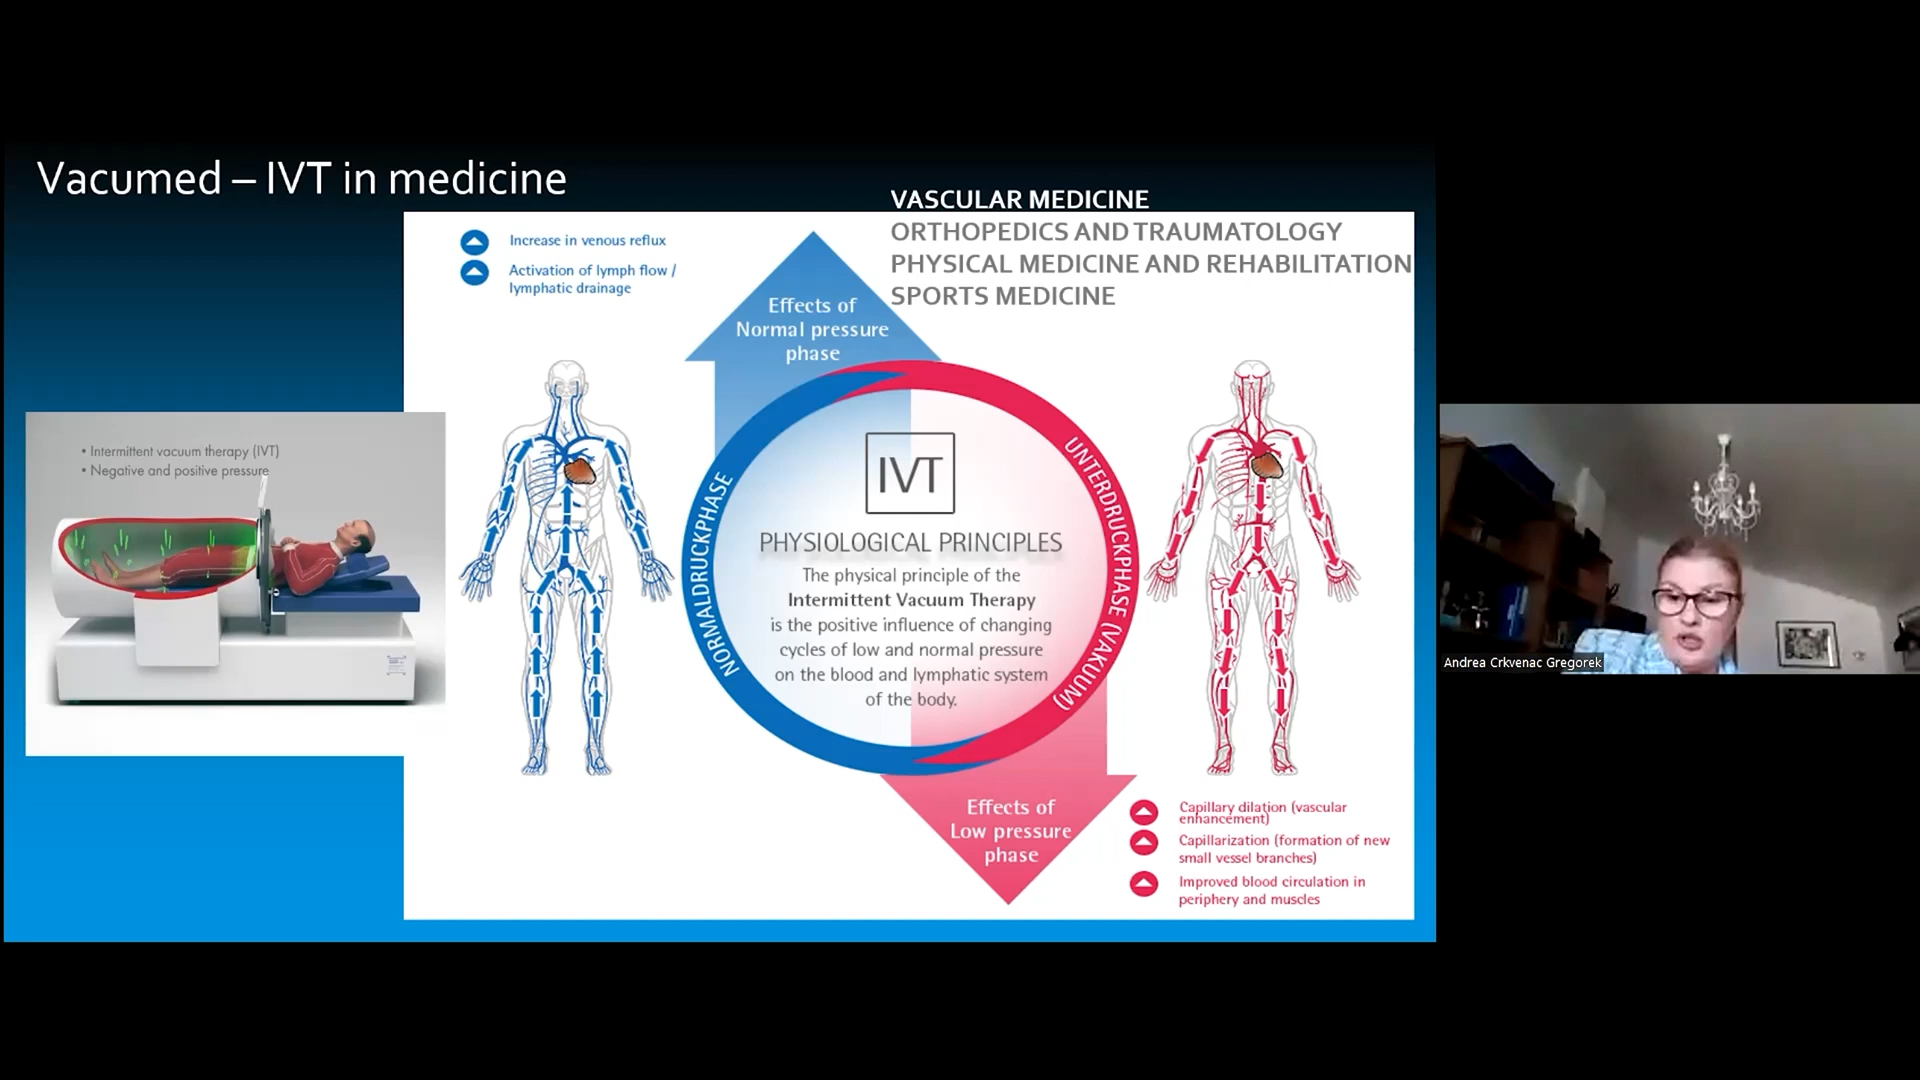 Vacumed – IVT in medicine
VASCULAR MEDICINE
ORTHOPEDICS AND TRAUMATOLOGY
PHYSICAL MEDICINE AND REHABILITATION
SPORTS MEDICINE
Increase in venous reflux
Activation of lymph flow /
lymphatic drainage
Effects of
Normal pressure
phase
• Intermittent vacuum therapy (IVT)
• Negative and positive pressure
NORMALDRUCKPHASE
UNTERDRUCKPHASE (VAKUUM)
IVT
PHYSIOLOGICAL PRINCIPLES
The physical principle of the
Intermittent Vacuum Therapy
is the positive influence of changing
cycles of low and normal pressure
on the blood and lymphatic system
of the body.
Effects of
Low pressure
phase
Capillary dilation (vascular
enhancement)
Capillarization (formation of new
small vessel branches)
Improved blood circulation in
periphery and muscles
Andrea Crkvenac Gregorek